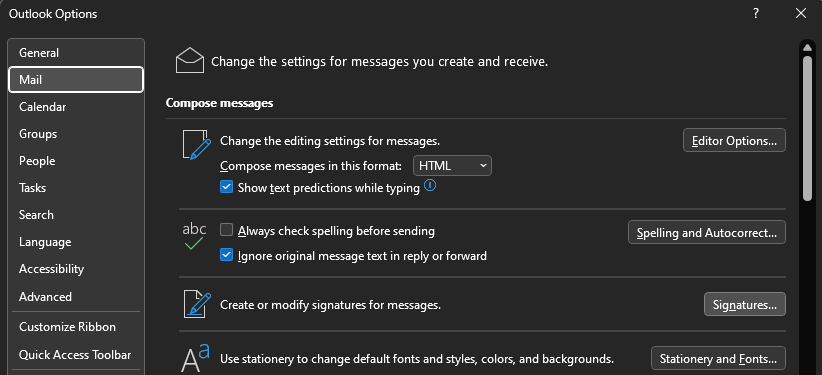 Outlook Options
?
General
Mail
Calendar
Groups
People
Tasks
Search
Language
Accessibility
Advanced
Customize Ribbon
Quick Access Toolbar
Change the settings for messages you create and receive.
Compose messages
Change the editing settings for messages.
Editor Options...
Compose messages in this format: HTML
Show text predictions while typing
abc
Always check spelling before sending
Spelling and Autocorrect...
Ignore original message text in reply or forward
Create or modify signatures for messages.
Signatures...
Aa
Use stationery to change default fonts and styles, colors, and backgrounds.
Stationery and Fonts...